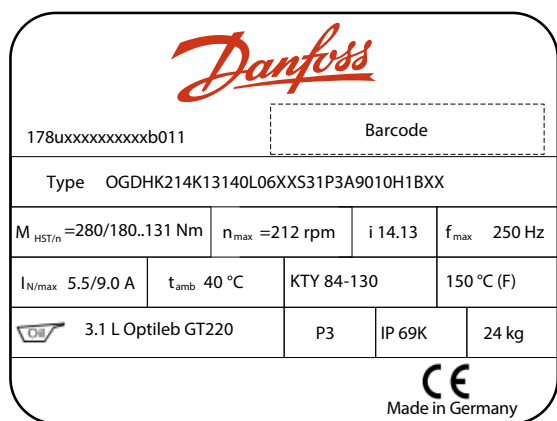 Danfoss
178uxxxxxxxxxxb011
Barcode
Type OGDHK214K13140L06XXS31P3A9010H1BXX
M HST/n =280/180..131 Nm n max =212 rpm i 14.13 f max 250 Hz
I N/max 5.5/9.0 A t amb 40 °C KTY 84-130 150 °C (F)
Oil 3.1 L Optileb GT220 P3 IP 69K 24 kg
CE
Made in Germany